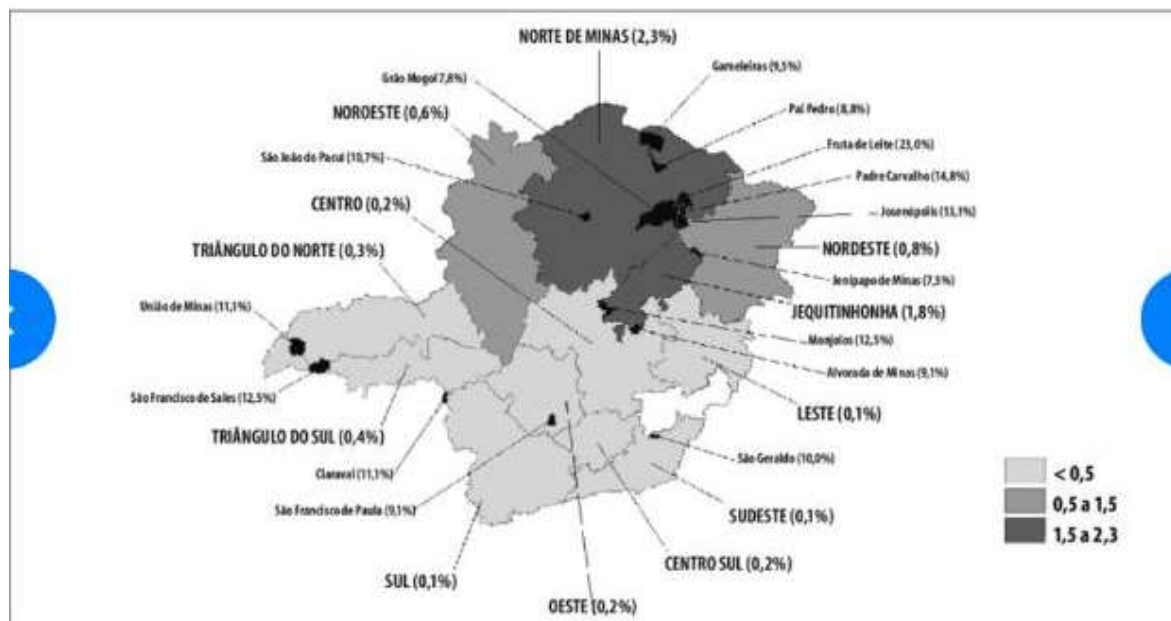 NORTE DE MINAS (2,3%)
Gameleiras (9,5%)
Grão Mogol 7,8%)
Pai Pedro (8,8%)
NOROESTE (0,6%)
Fruta de Leite (23,0%)
São João do Pacuí (10,7%)
Padre Carvalho (14,8%)
CENTRO (0,2%)
Josenópolis (13,1%)
TRIÂNGULO DO NORTE (0,3%)
NORDESTE (0,8%)
Jenipapo de Minas (7,5%)
União de Minas (11,1%)
JEQUITINHONHA (1,8%)
Monjolos (12,5%)
Alvorada de Minas (9,1%)
São Francisco de Sales (12,5%)
LESTE (0,1%)
TRIÂNGULO DO SUL (0,4%)
São Geraldo (10,0%)
Claraval (11,1%)
< 0,5
São Francisco de Paula (9,1%)
0,5 a 1,5
SUDESTE (0,1%)
1,5 a 2,3
CENTRO SUL (0,2%)
SUL (0,1%)
OESTE (0,2%)